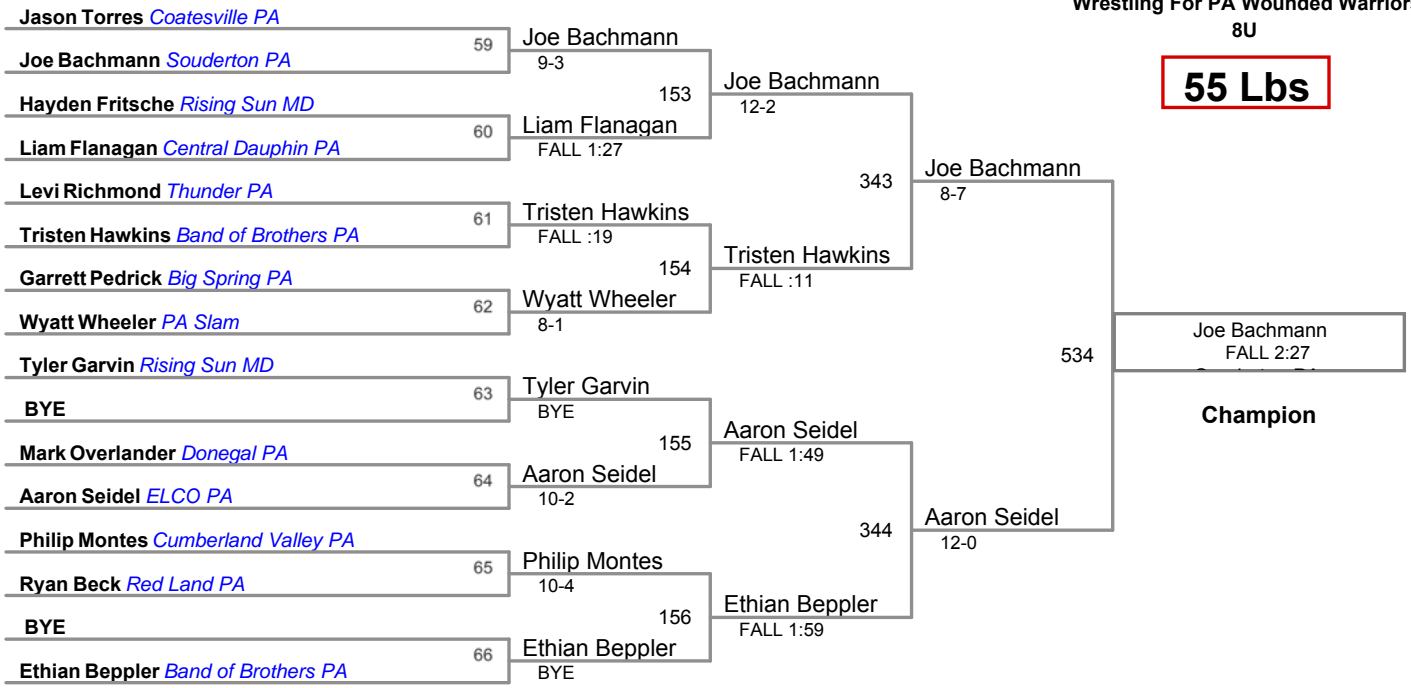 Wrestling For PA Wounded Warriors
8U
55 Lbs
Jason Torres Coatesville PA
59
Joe Bachmann Souderton PA
Joe Bachmann
9-3
Hayden Fritsche Rising Sun MD
60
Liam Flanagan Central Dauphin PA
Liam Flanagan
FALL 1:27
153
Joe Bachmann
12-2
Levi Richmond Thunder PA
61
Tristen Hawkins Band of Brothers PA
Tristen Hawkins
FALL :19
Garrett Pedrick Big Spring PA
62
Wyatt Wheeler PA Slam
Wyatt Wheeler
8-1
154
Tristen Hawkins
FALL :11
343
Joe Bachmann
8-7
Tyler Garvin Rising Sun MD
63
BYE
Tyler Garvin
BYE
Mark Overlander Donegal PA
64
Aaron Seidel ELCO PA
Aaron Seidel
10-2
155
Aaron Seidel
FALL 1:49
Philip Montes Cumberland Valley PA
65
Ryan Beck Red Land PA
Philip Montes
10-4
BYE
66
Ethian Beppler Band of Brothers PA
Ethian Beppler
BYE
156
Ethian Beppler
FALL 1:59
344
Aaron Seidel
12-0
534
Joe Bachmann
FALL 2:27
Champion